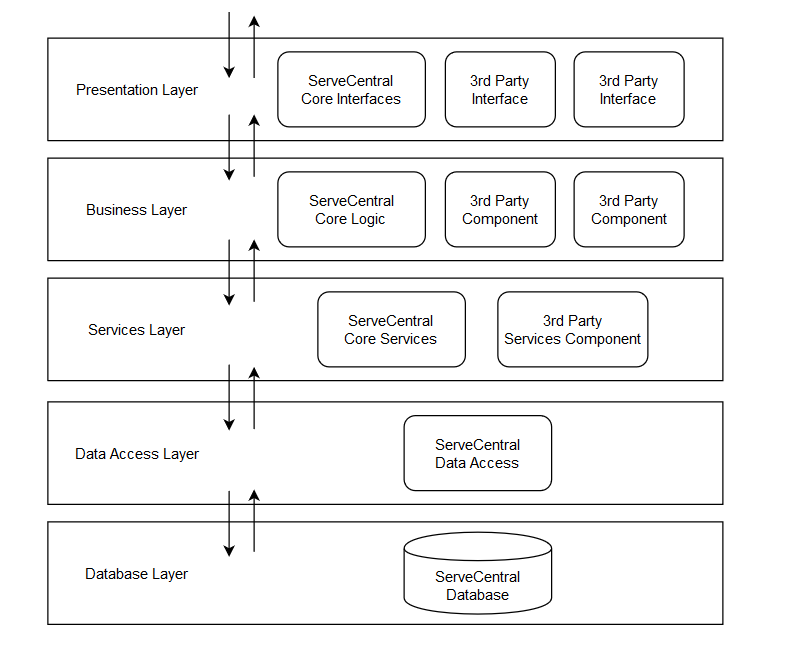 Presentation Layer
ServeCentral
Core Interfaces
3rd Party
Interface
3rd Party
Interface
Business Layer
ServeCentral
Core Logic
3rd Party
Component
3rd Party
Component
Services Layer
ServeCentral
Core Services
3rd Party
Services Component
Data Access Layer
ServeCentral
Data Access
Database Layer
ServeCentral
Database